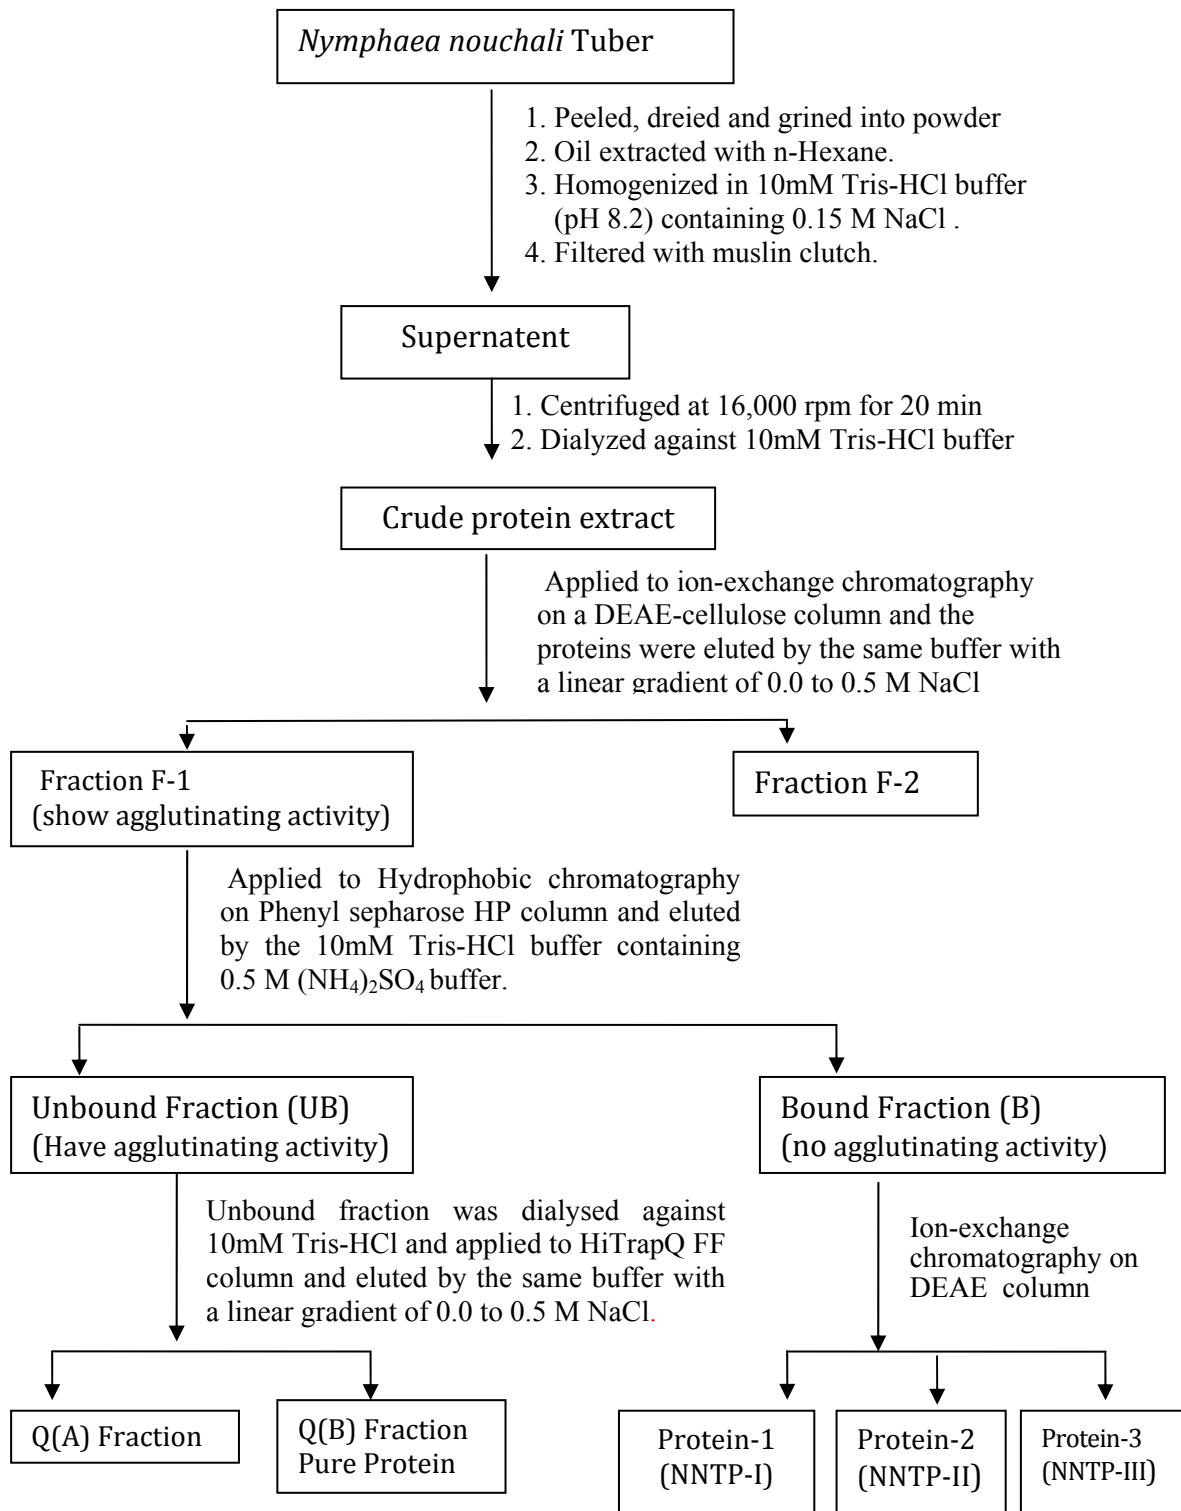 Nymphaea nouchali Tuber
1. Peeled, dreied and grined into powder
2. Oil extracted with n-Hexane.
3. Homogenized in 10mM Tris-HCl buffer
(pH 8.2) containing 0.15 M NaCl .
4. Filtered with muslin clutch.
Supernatent
1. Centrifuged at 16,000 rpm for 20 min
2. Dialyzed against 10mM Tris-HCl buffer
Crude protein extract
Applied to ion-exchange chromatography
on a DEAE-cellulose column and the
proteins were eluted by the same buffer with
a linear gradient of 0.0 to 0.5 M NaCl
Fraction F-1
(show agglutinating activity)
Fraction F-2
Applied to Hydrophobic chromatography
on Phenyl sepharose HP column and eluted
by the 10mM Tris-HCl buffer containing
0.5 M (NH₄)₂SO₄ buffer.
Unbound Fraction (UB)
(Have agglutinating activity)
Bound Fraction (B)
(no agglutinating activity)
Unbound fraction was dialysed against
10mM Tris-HCl and applied to HiTrapQ FF
column and eluted by the same buffer with
a linear gradient of 0.0 to 0.5 M NaCl.
Ion-exchange
chromatography on
DEAE column
Q(A) Fraction
Q(B) Fraction
Pure Protein
Protein-1
(NNTP-I)
Protein-2
(NNTP-II)
Protein-3
(NNTP-III)